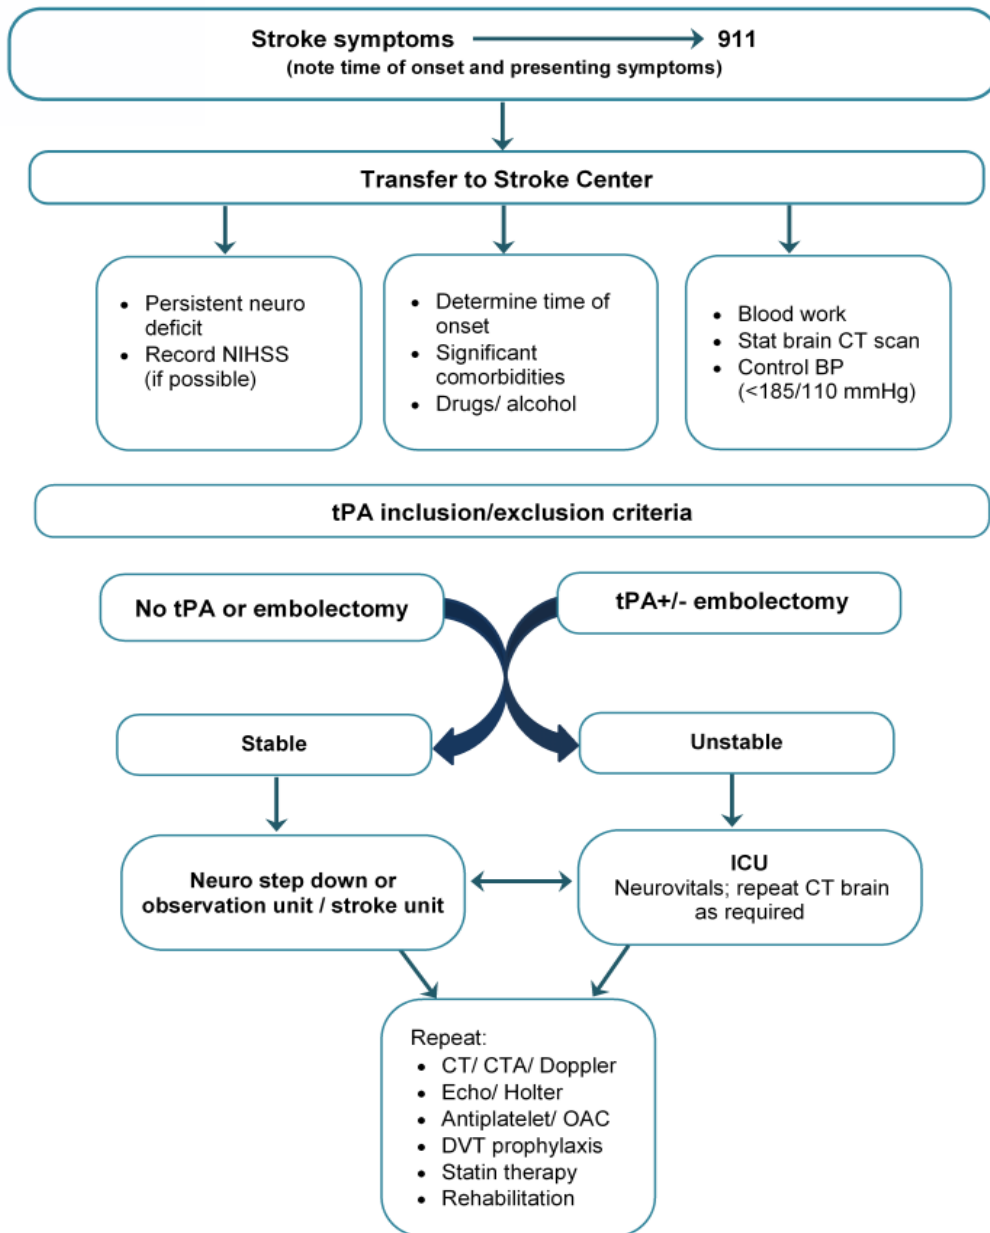 Stroke symptoms 911
(note time of onset and presenting symptoms)
Transfer to Stroke Center
• Persistent neuro
deficit
• Record NIHSS
(if possible)
• Determine time of
onset
• Significant
comorbidities
• Drugs/ alcohol
• Blood work
• Stat brain CT scan
• Control BP
(<185/110 mmHg)
tPA inclusion/exclusion criteria
No tPA or embolectomy
tPA+/- embolectomy
Stable
Unstable
Neuro step down or
observation unit / stroke unit
ICU
Neurovitals; repeat CT brain
as required
Repeat:
• CT/ CTA/ Doppler
• Echo/ Holter
• Antiplatelet/ OAC
• DVT prophylaxis
• Statin therapy
• Rehabilitation